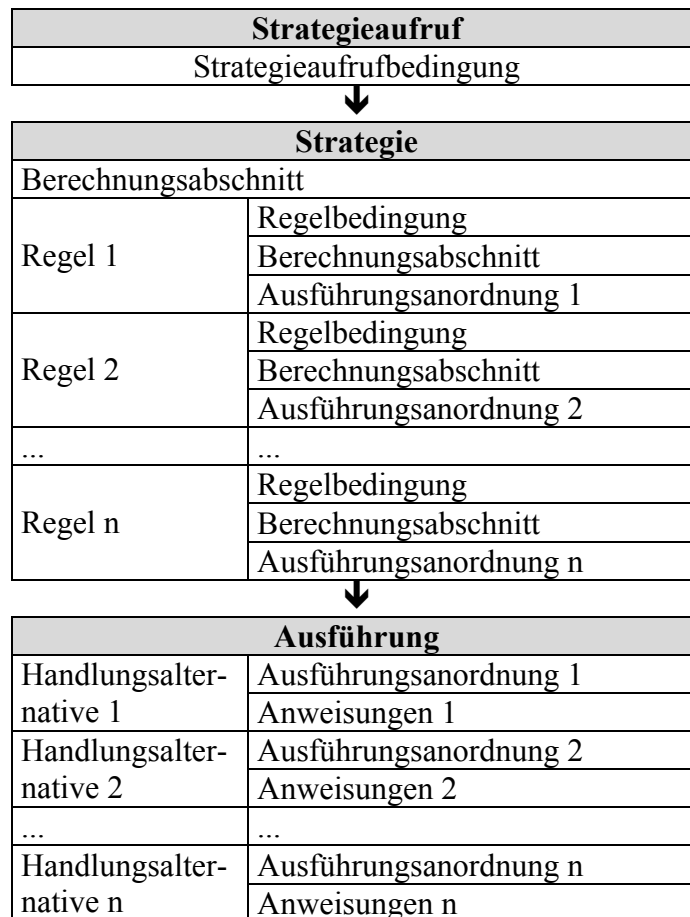 Strategieaufruf
Strategieaufrufbedingung
Strategie
Berechnungsabschnitt
Regel 1
Regelbedingung
Berechnungsabschnitt
Ausführungsanordnung 1
Regel 2
Regelbedingung
Berechnungsabschnitt
Ausführungsanordnung 2
...
...
Regel n
Regelbedingung
Berechnungsabschnitt
Ausführungsanordnung n
Ausführung
Handlungsalter-
native 1
Ausführungsanordnung 1
Anweisungen 1
Handlungsalter-
native 2
Ausführungsanordnung 2
Anweisungen 2
...
...
Handlungsalter-
native n
Ausführungsanordnung n
Anweisungen n